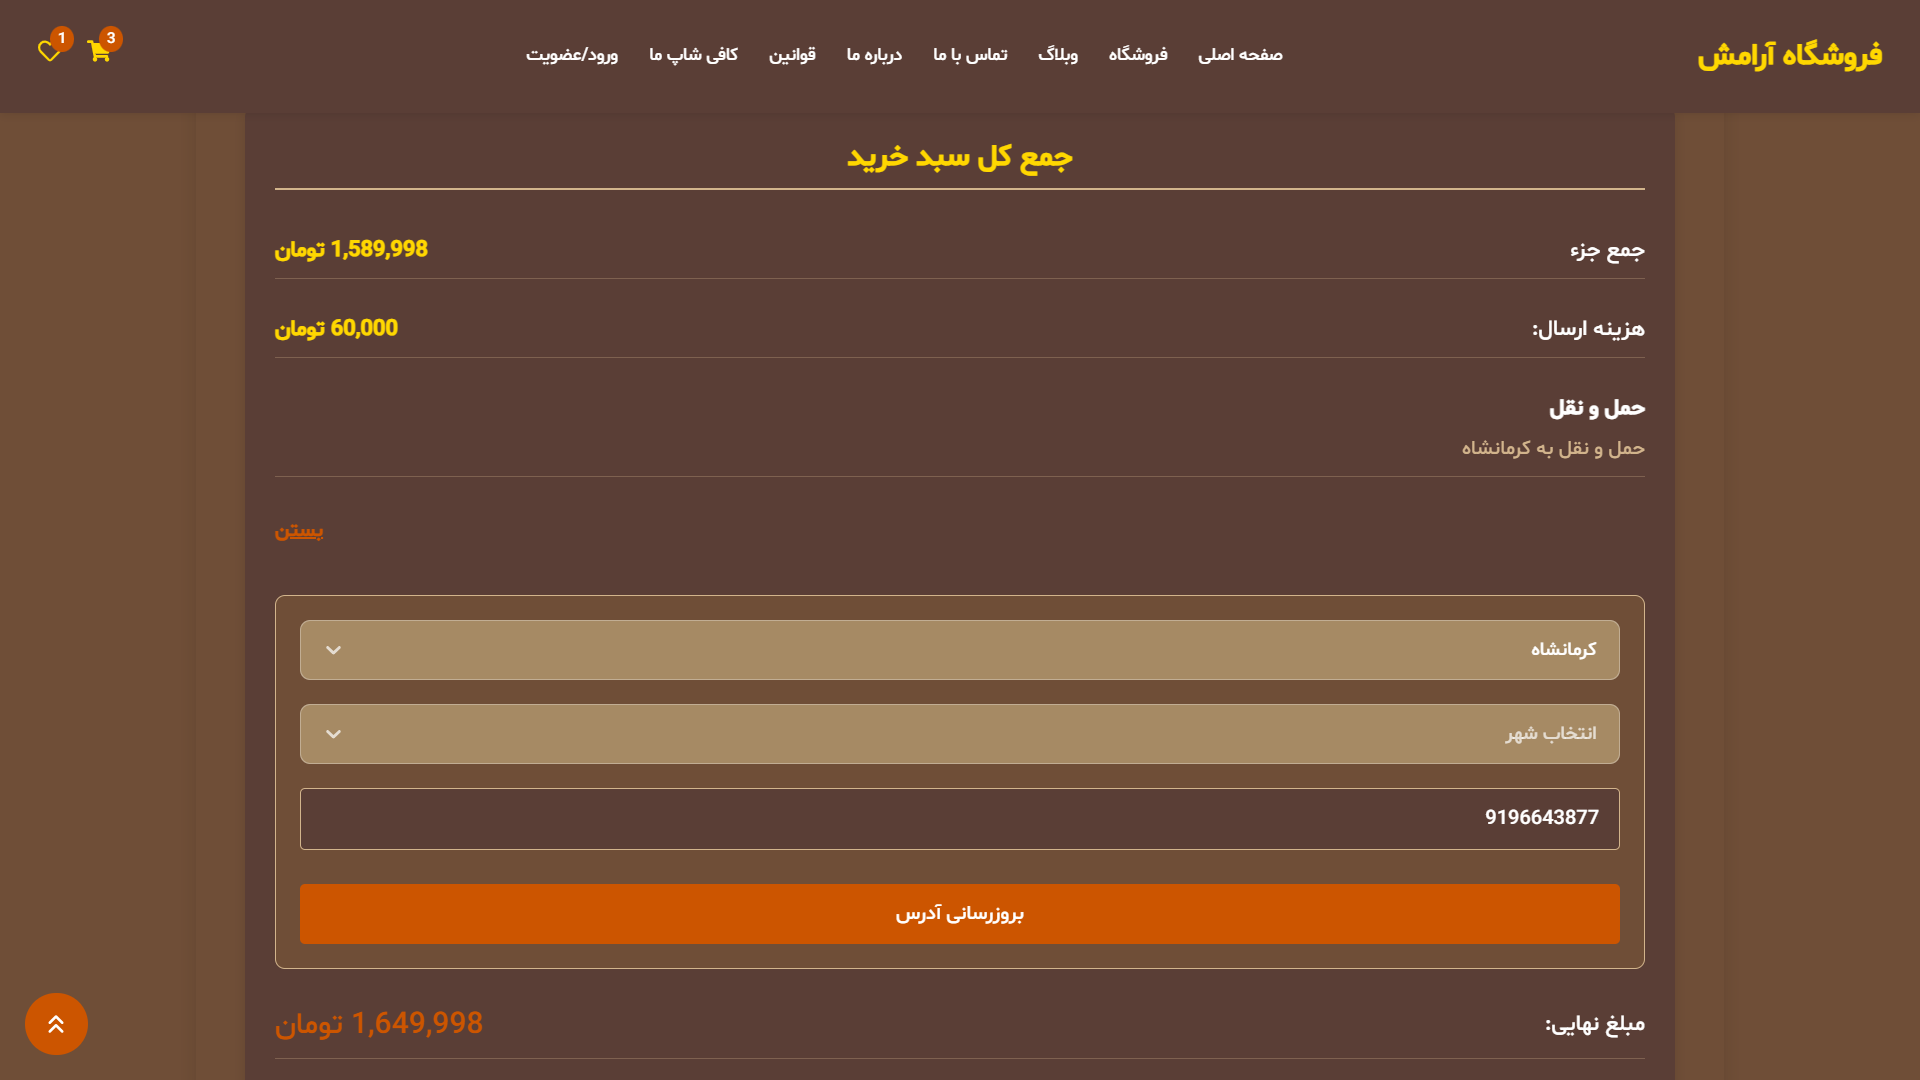 فروشگاه آرامش
صفحه اصلی فروشگاه وبلاگ تماس با ما درباره ما قوانین کافی شاپ ما ورود/عضویت
3 1
جمع کل سبد خرید
جمع جزء 1,589,998 تومان
هزینه ارسال: 60,000 تومان
حمل و نقل
حمل و نقل به کرمانشاه
بستن
کرمانشاه
انتخاب شهر
9196643877
بروزرسانی آدرس
مبلغ نهایی: 1,649,998 تومان